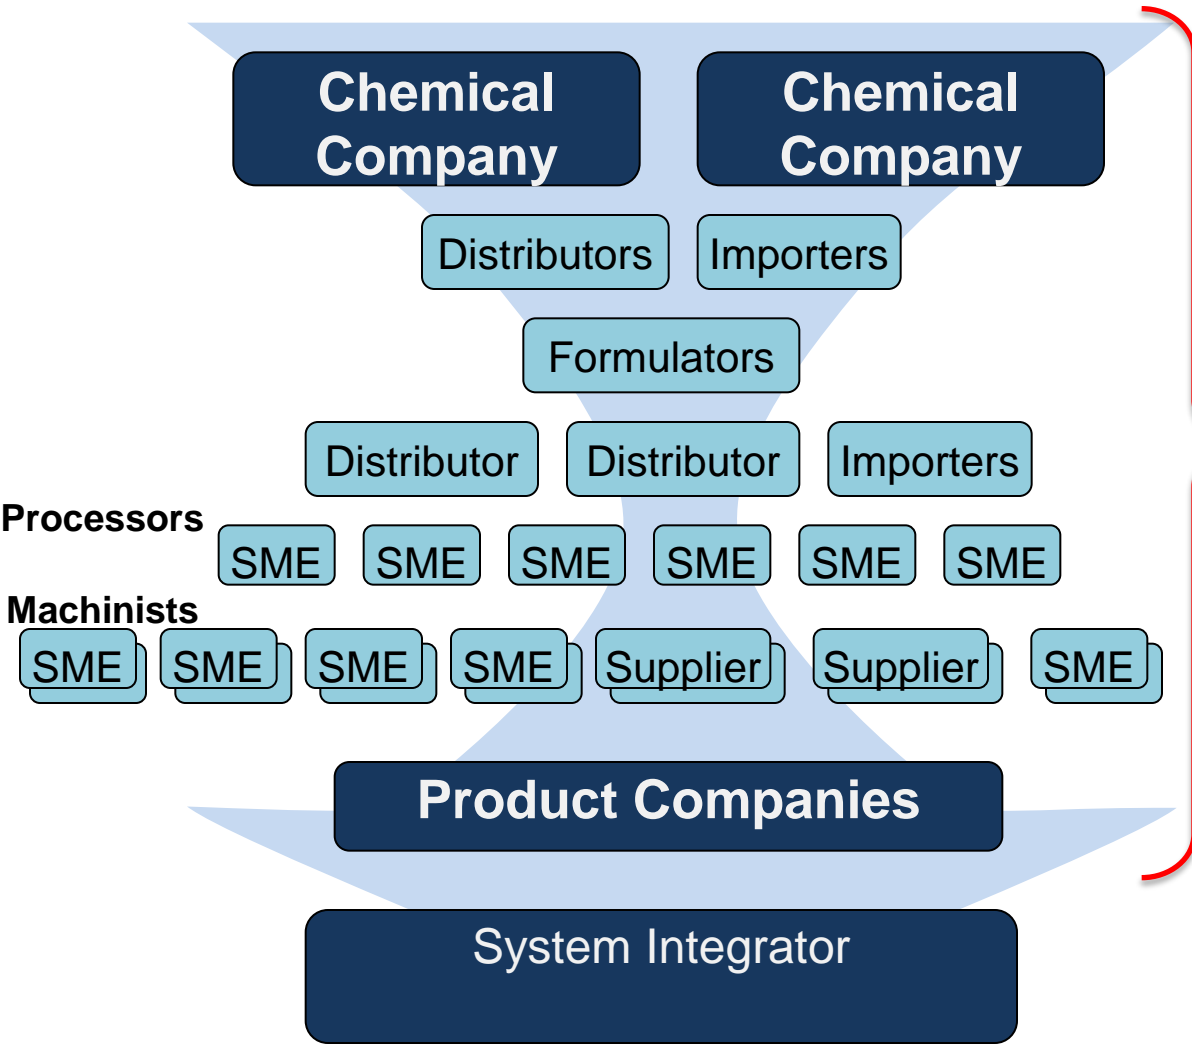 Chemical
Company
Chemical
Company
Distributors
Importers
Formulators
Distributor
Distributor
Importers
Processors
SME
SME
SME
SME
SME
SME
Machinists
SME
SME
SME
SME
Supplier
Supplier
SME
Product Companies
System Integrator